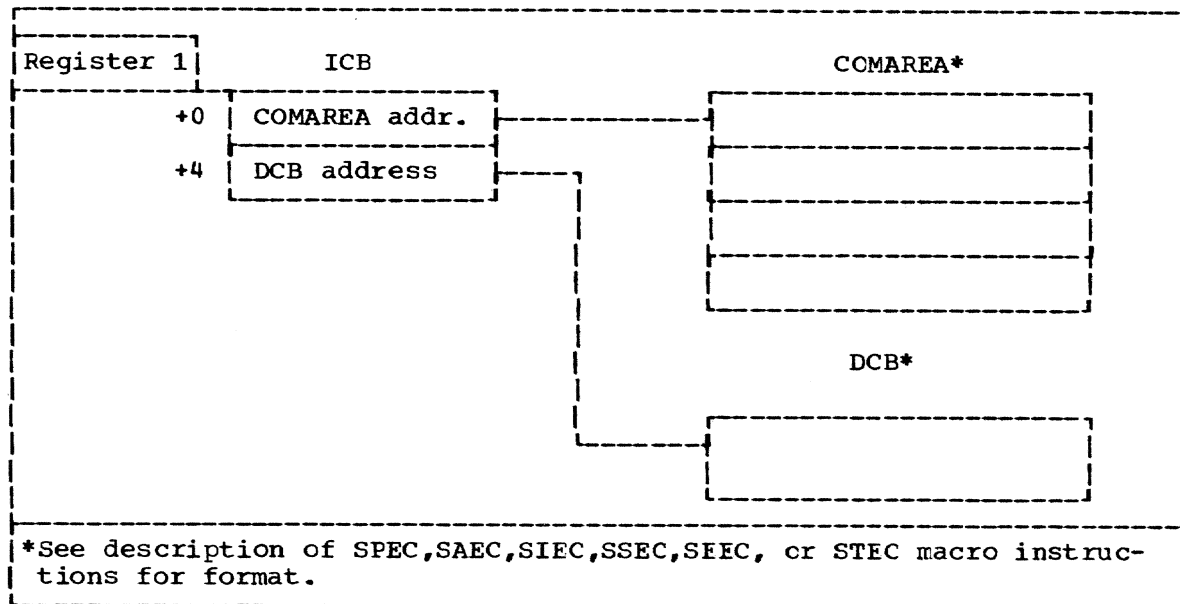 Register 1 ICB COMAREA*
+0 COMAREA addr.
+4 DCB address
DCB*
*See description of SPEC,SAEC,SIEC,SSEC,SEEC, or STEC macro instruc-
tions for format.